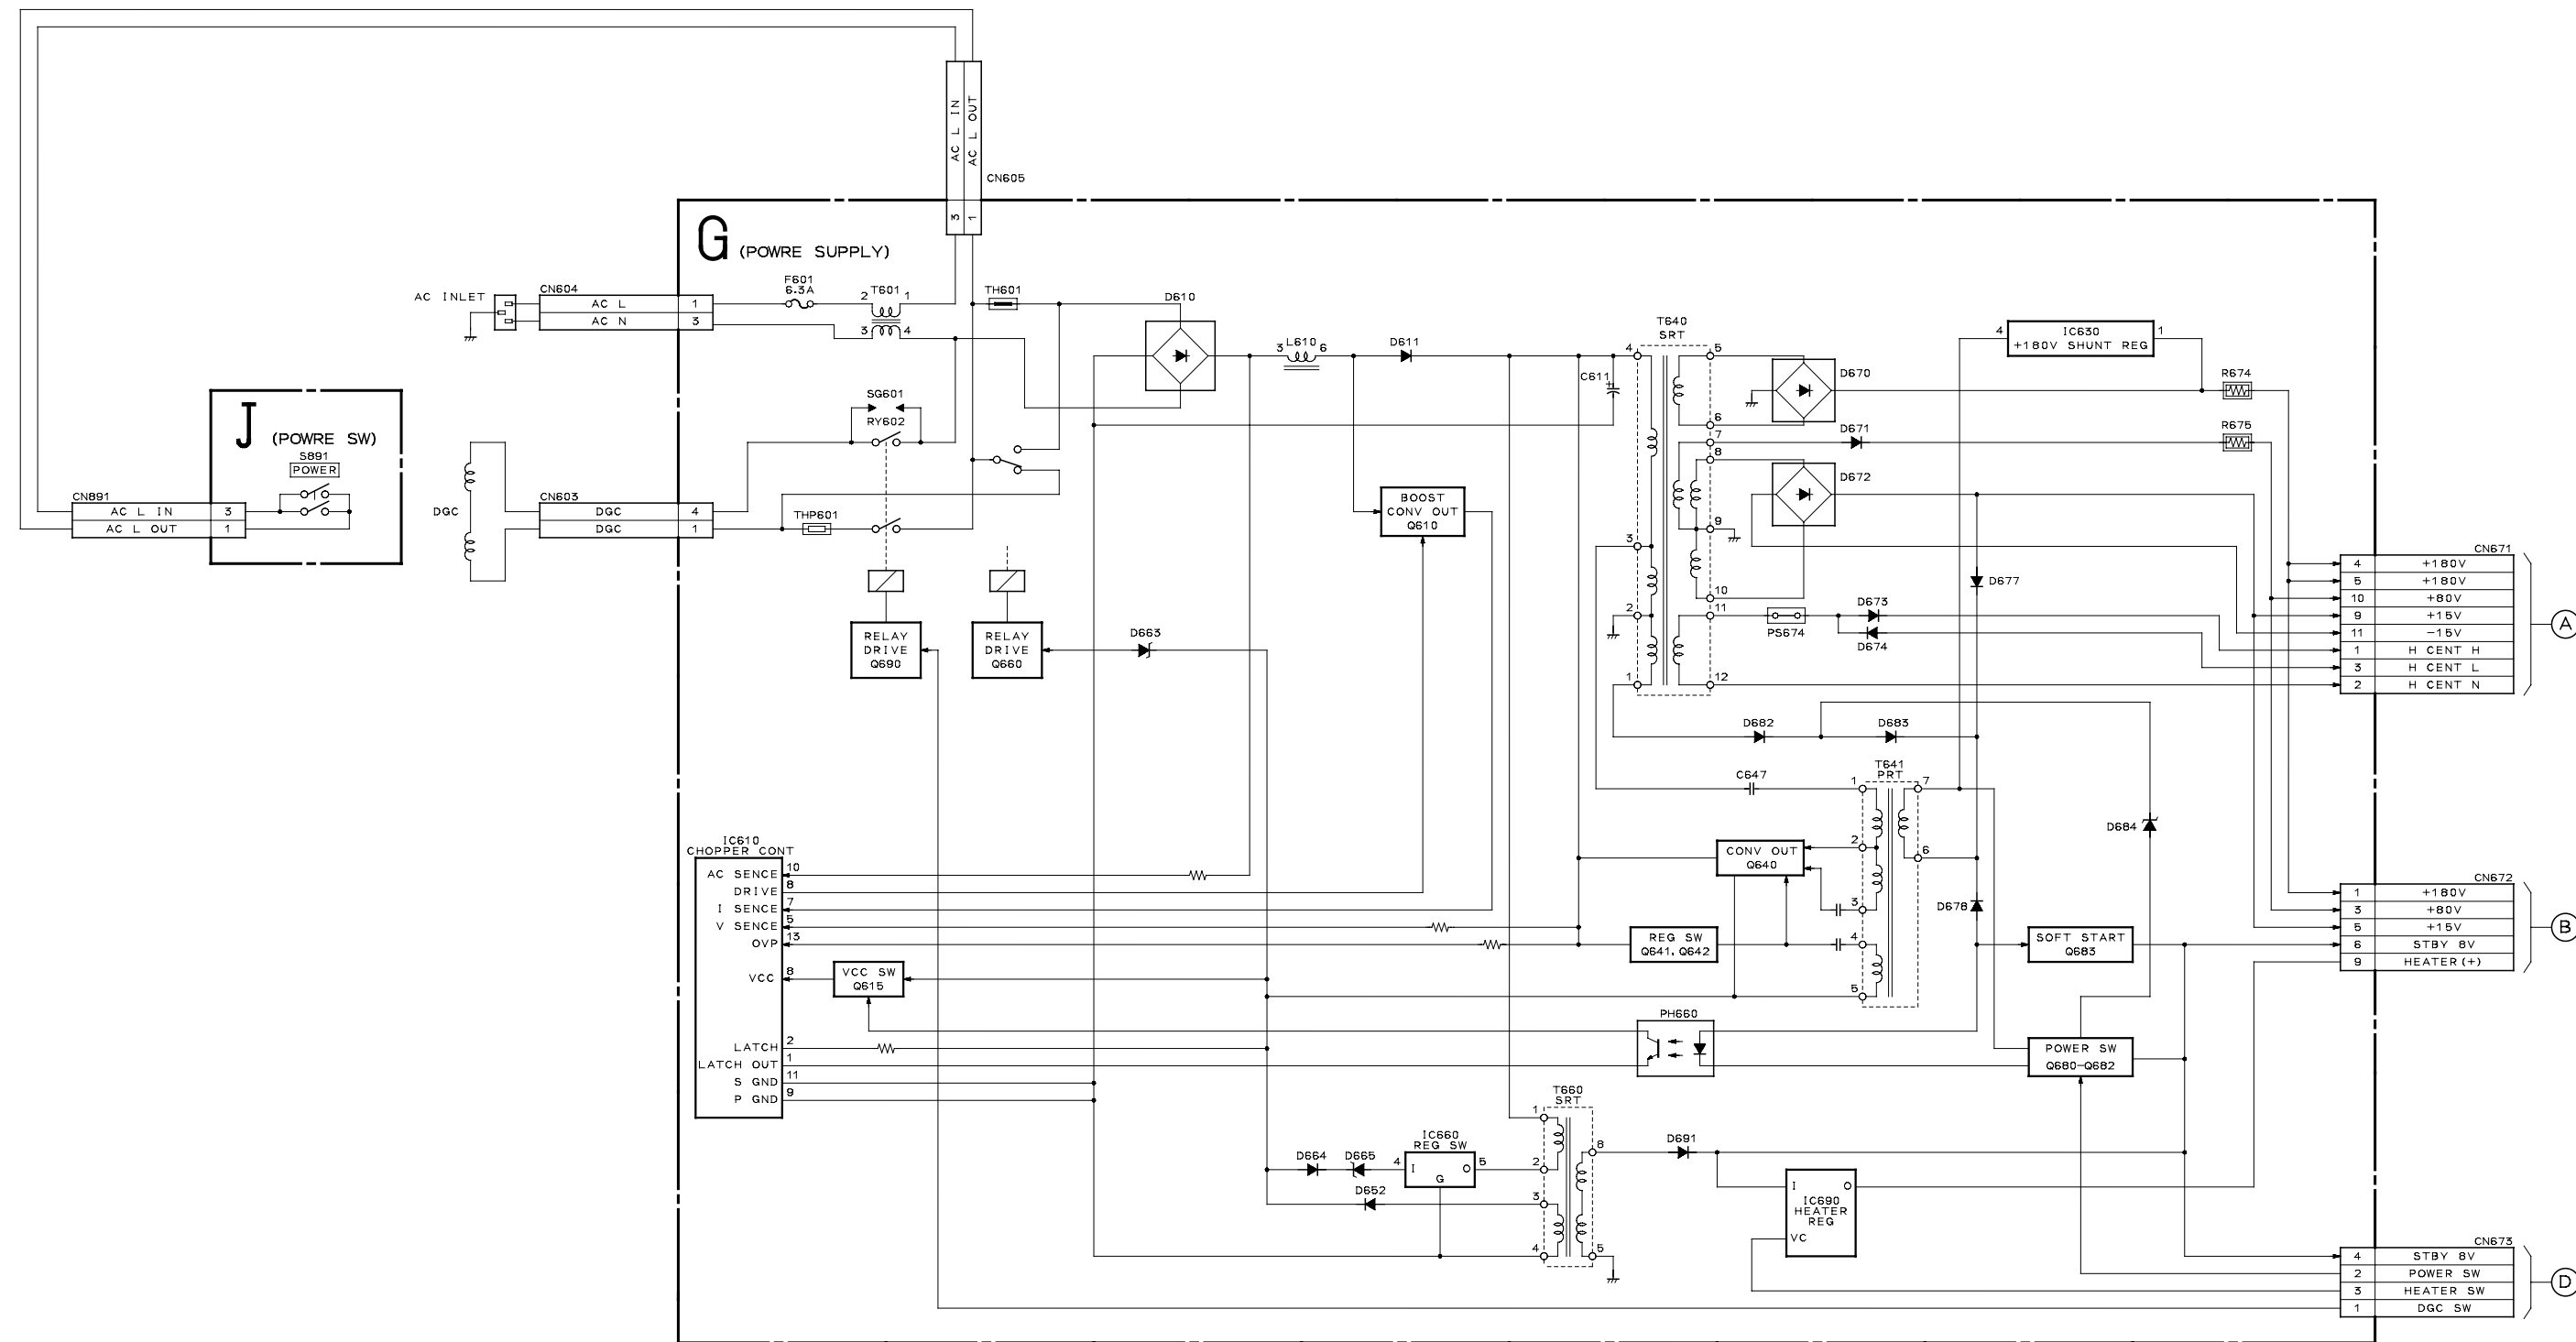 AC L IN
AC L OUT
CN605
3
1
G (POWRE SUPPLY)
AC INLET
CN604
AC L 1
AC N 3
F601
6.3A
T601
2 1
3 4
TH601
D610
3 L610 6
D611
C611
T640
SRT
4
3
2
1
5
6
7
8
9
10
11
12
D670
D671
D672
4 IC630 1
+180V SHUNT REG
R674
R675
J (POWRE SW)
S891
POWER
CN891
AC L IN 3
AC L OUT 1
DGC
CN603
DGC 4
DGC 1
SG601
RY602
THP601
RELAY
DRIVE
Q690
RELAY
DRIVE
Q660
D663
BOOST
CONV OUT
Q610
D677
PS674
D673
D674
CN671
4 +180V
5 +180V
10 +80V
9 +15V
11 -15V
1 H CENT H
3 H CENT L
2 H CENT N
A
D682
D683
C647
T641
PRT
1
2
3
4
5
7
6
D684
CONV OUT
Q640
D678
REG SW
Q641, Q642
SOFT START
Q683
CN672
1 +180V
3 +80V
5 +15V
6 STBY 8V
9 HEATER (+)
B
IC610
CHOPPER CONT
AC SENCE 10
DRIVE 8
I SENCE 7
V SENCE 5
OVP 13
VCC 8
LATCH 2
LATCH OUT 1
S GND 11
P GND 9
VCC SW
Q615
PH660
POWER SW
Q680-Q682
T660
SRT
1
2
3
4
8
5
D664
D665
IC660
REG SW
4 I O 5
G
D652
D691
I O
IC690
HEATER
REG
VC
CN673
4 STBY 8V
2 POWER SW
3 HEATER SW
1 DGC SW
D